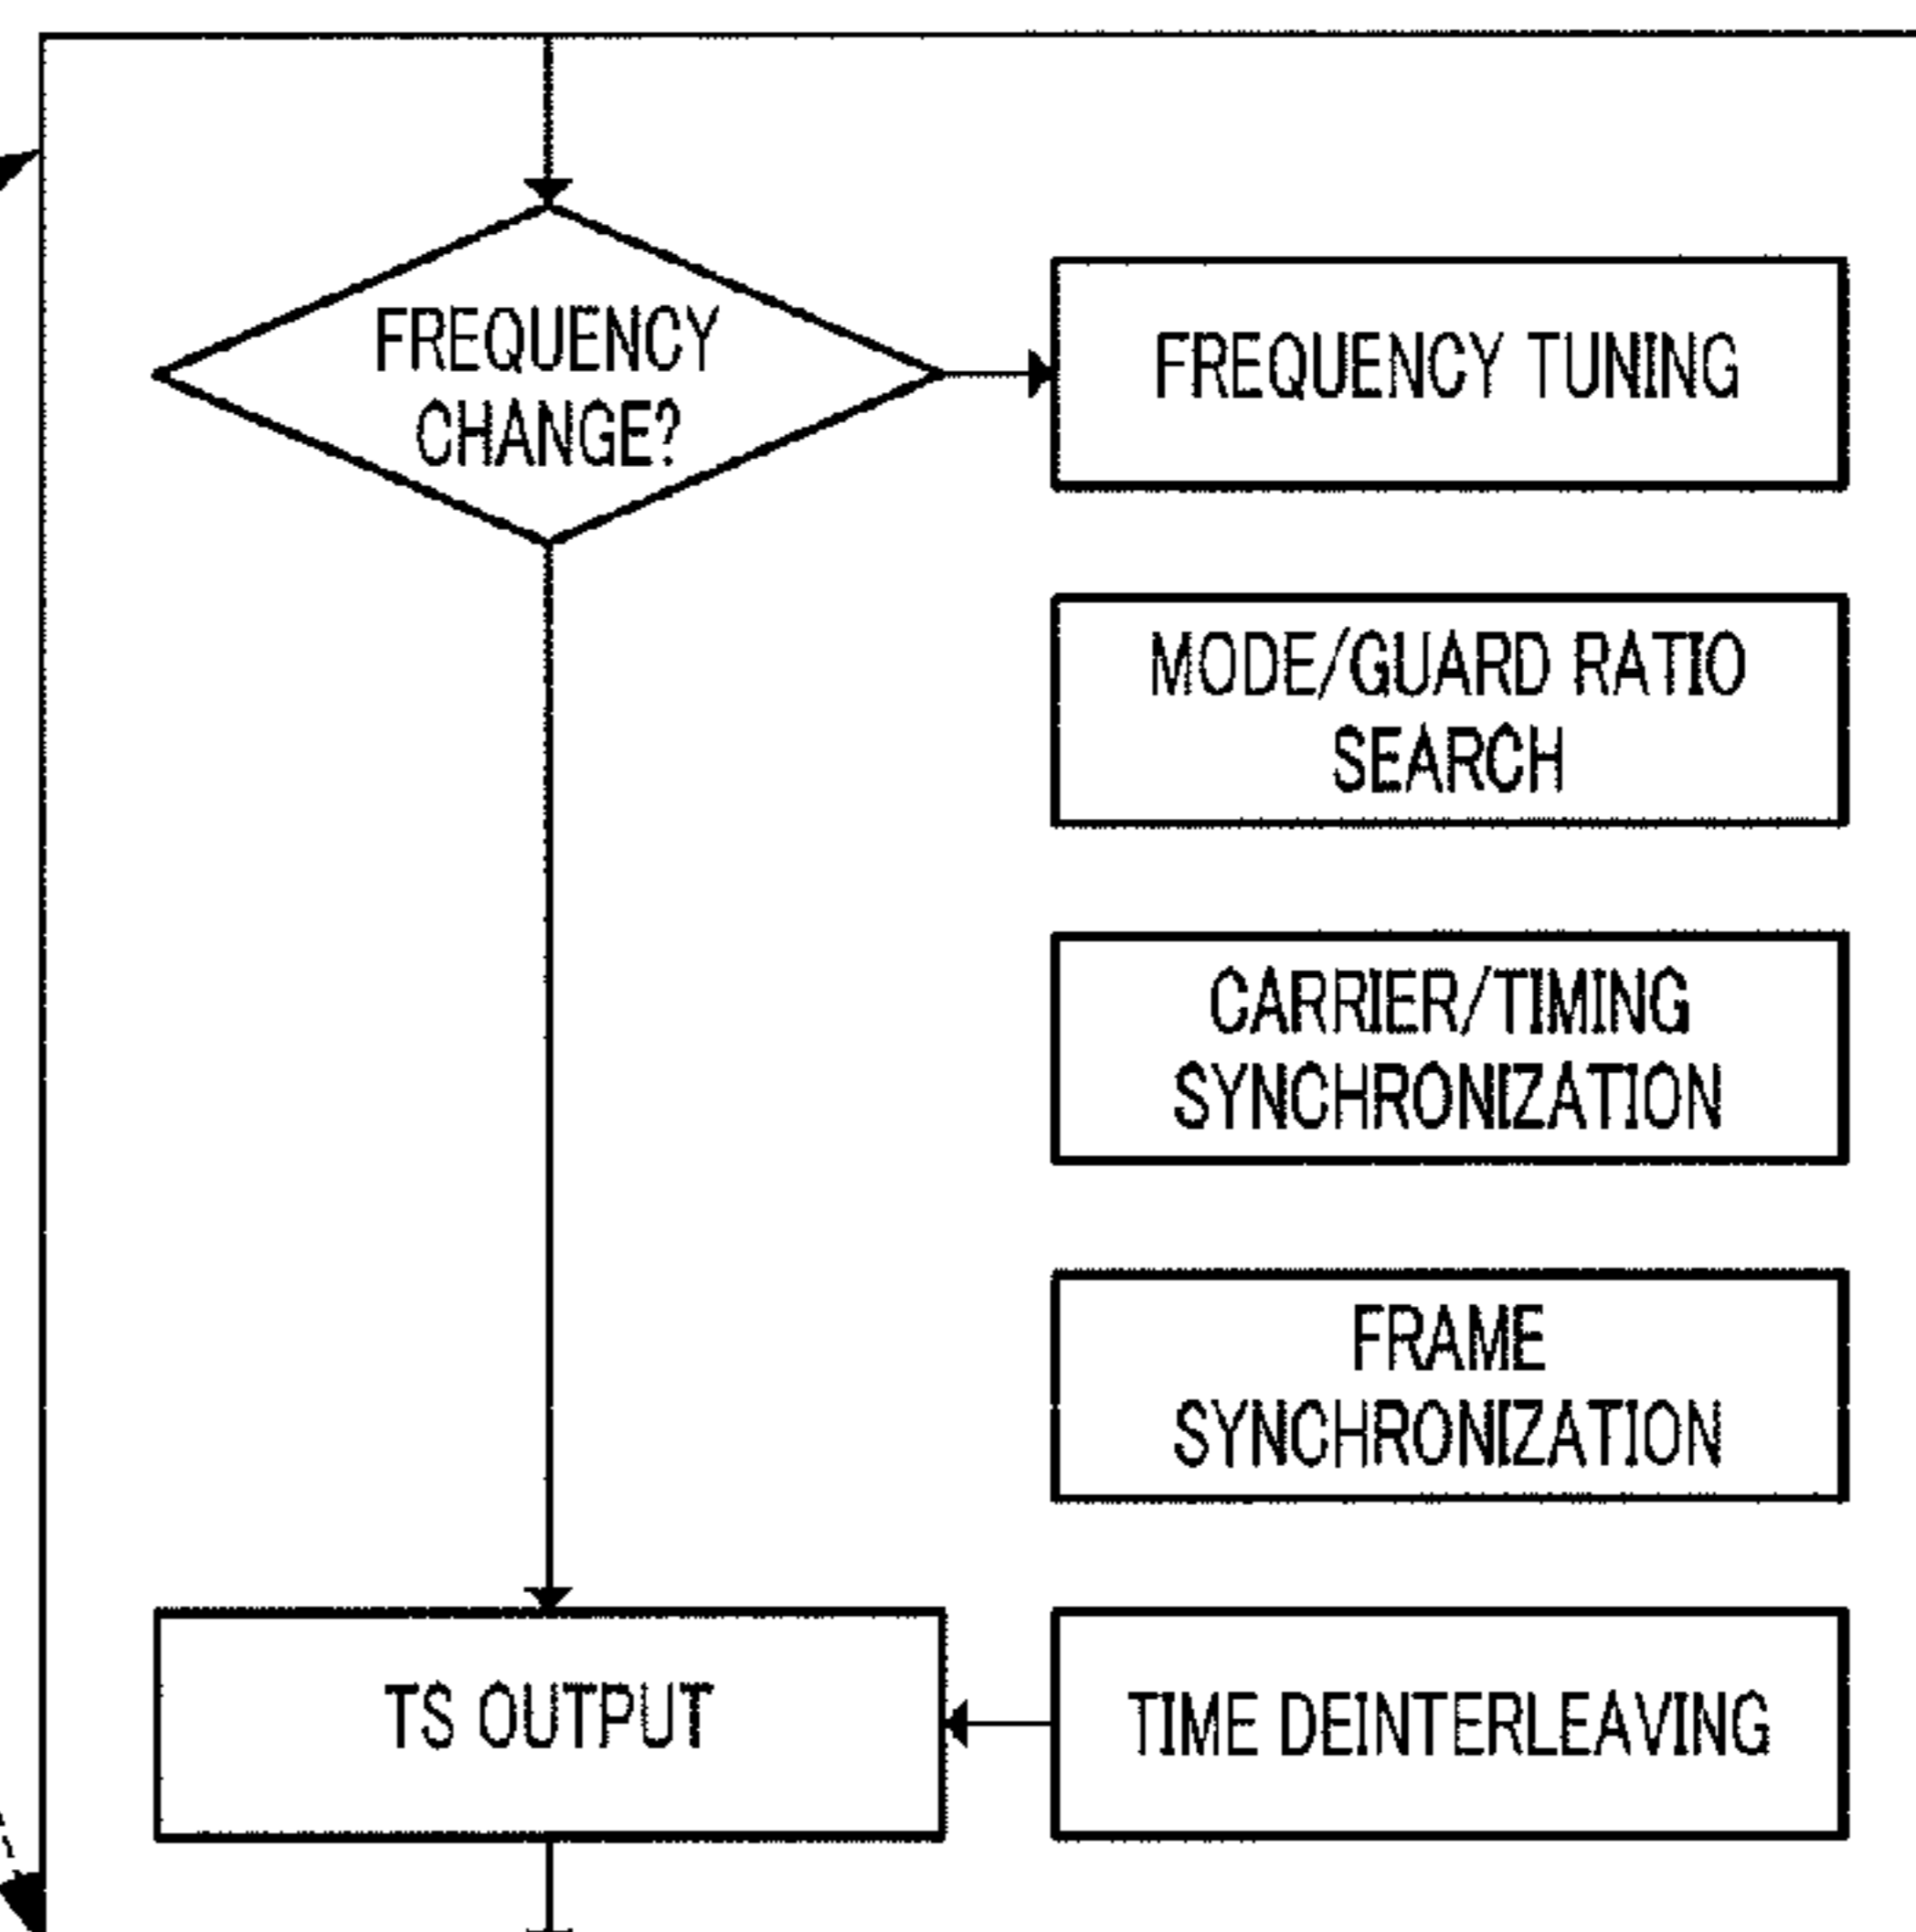 FREQUENCY
CHANGE?
FREQUENCY TUNING
MODE/GUARD RATIO
SEARCH
CARRIER/TIMING
SYNCHRONIZATION
FRAME
SYNCHRONIZATION
TS OUTPUT
TIME DEINTERLEAVING